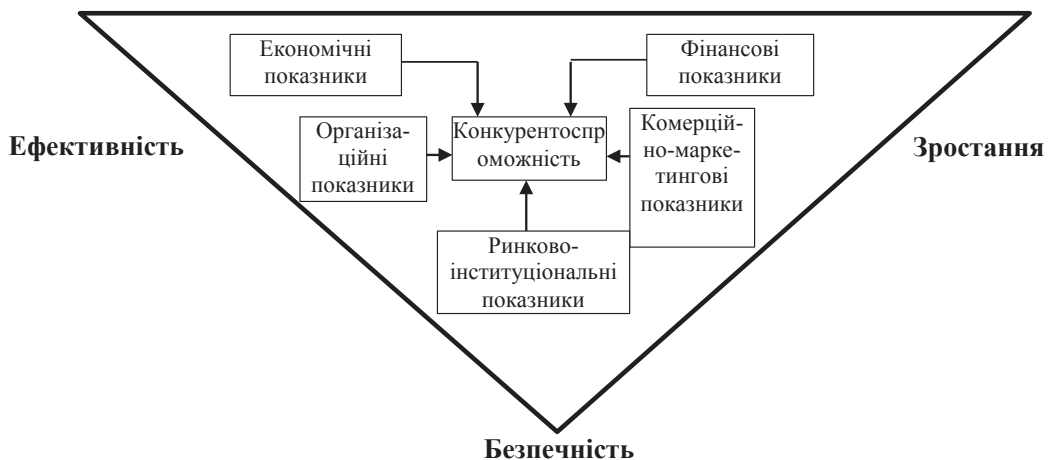 Економічні
показники
Фінансові
показники
Ефективність
Організа-
ційні
показники
Конкурентоспр
оможність
Комерцій-
но-марке-
тингові
показники
Зростання
Ринково-
інституціональні
показники
Безпечність